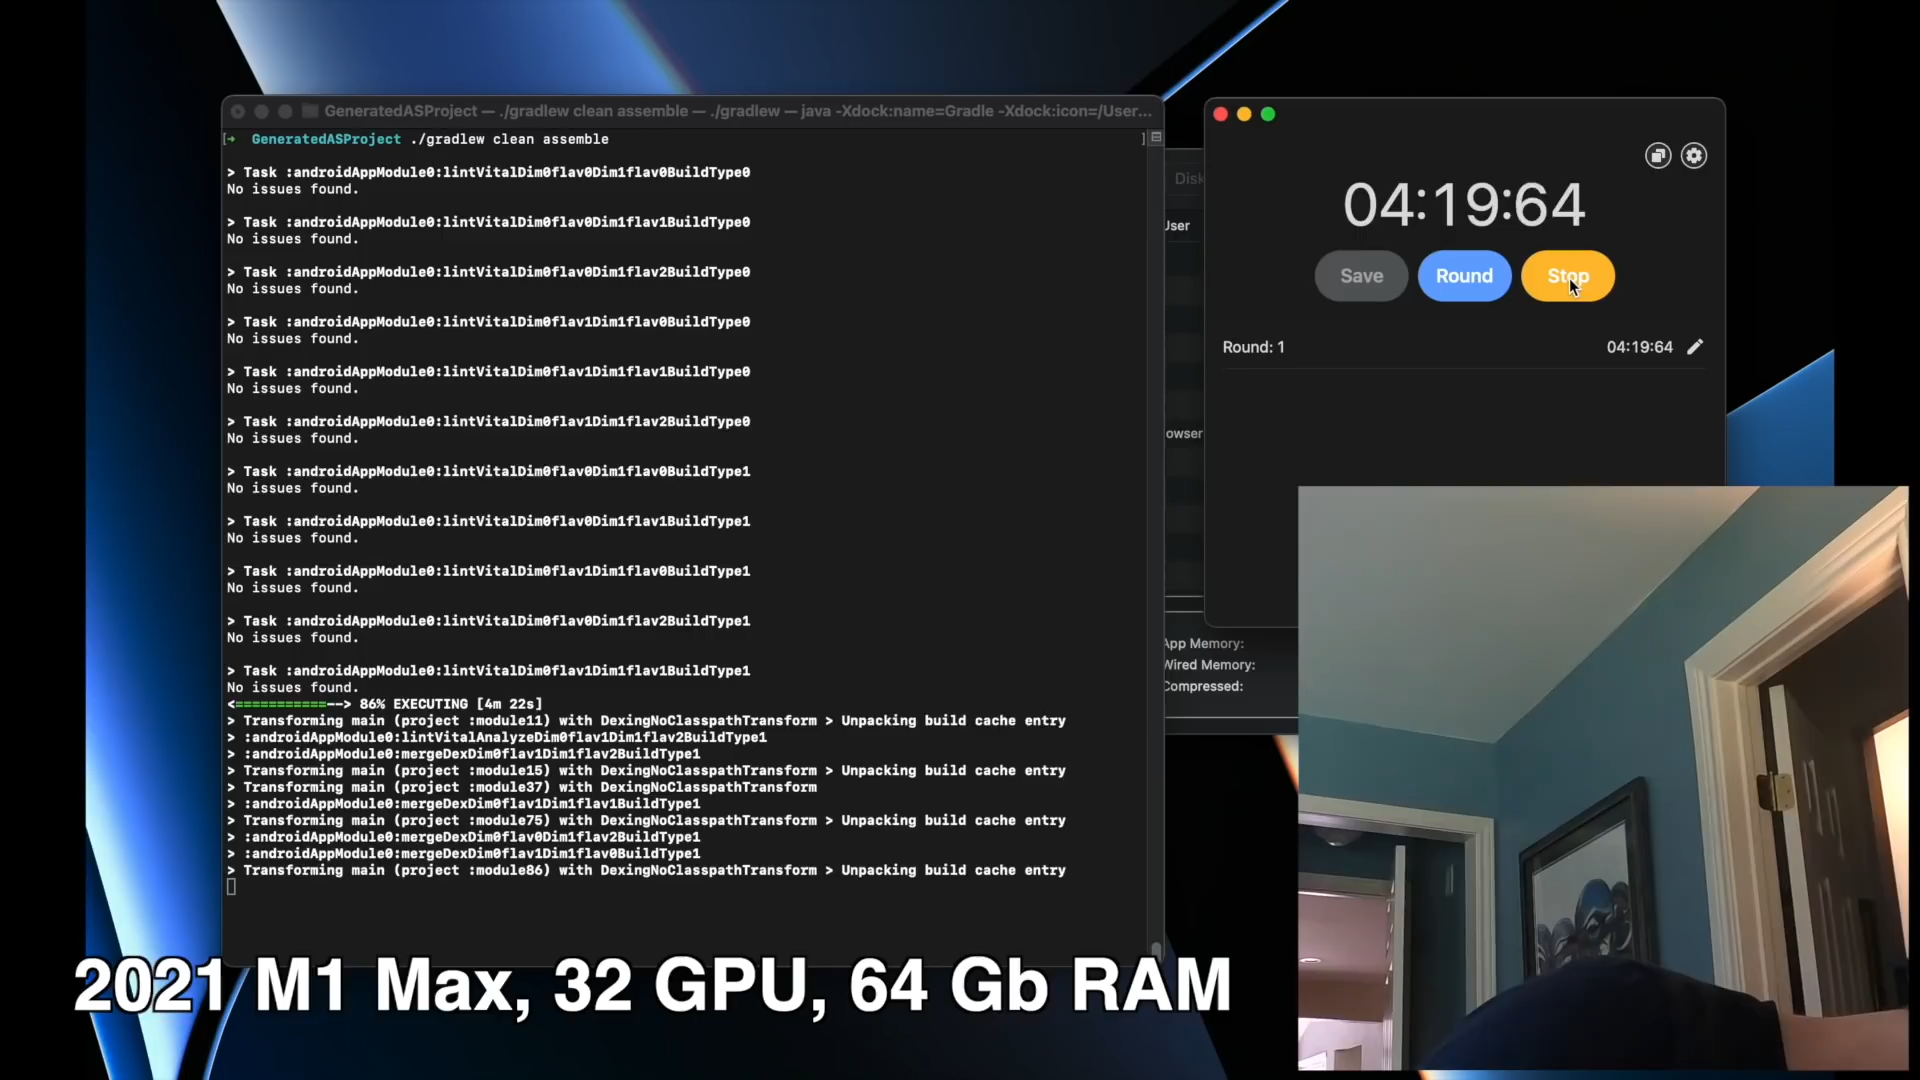 GeneratedASProject — ./gradlew clean assemble — ./gradlew — java -Xdock:name=Gradle -Xdock:icon=/User...
[→ GeneratedASProject ./gradlew clean assemble ]
> Task :androidAppModule0:lintVitalDim0flav0Dim1flav0BuildType0
No issues found.
> Task :androidAppModule0:lintVitalDim0flav0Dim1flav1BuildType0
No issues found.
> Task :androidAppModule0:lintVitalDim0flav0Dim1flav2BuildType0
No issues found.
> Task :androidAppModule0:lintVitalDim0flav1Dim1flav0BuildType0
No issues found.
> Task :androidAppModule0:lintVitalDim0flav1Dim1flav1BuildType0
No issues found.
> Task :androidAppModule0:lintVitalDim0flav1Dim1flav2BuildType0
No issues found.
> Task :androidAppModule0:lintVitalDim0flav0Dim1flav0BuildType1
No issues found.
> Task :androidAppModule0:lintVitalDim0flav0Dim1flav1BuildType1
No issues found.
> Task :androidAppModule0:lintVitalDim0flav1Dim1flav0BuildType1
No issues found.
> Task :androidAppModule0:lintVitalDim0flav0Dim1flav2BuildType1
No issues found.
> Task :androidAppModule0:lintVitalDim0flav1Dim1flav1BuildType1
No issues found.
<===========--> 86% EXECUTING [4m 22s]
> Transforming main (project :module11) with DexingNoClasspathTransform > Unpacking build cache entry
> :androidAppModule0:lintVitalAnalyzeDim0flav1Dim1flav2BuildType1
> :androidAppModule0:mergeDexDim0flav1Dim1flav2BuildType1
> Transforming main (project :module15) with DexingNoClasspathTransform > Unpacking build cache entry
> Transforming main (project :module37) with DexingNoClasspathTransform
> :androidAppModule0:mergeDexDim0flav1Dim1flav1BuildType1
> Transforming main (project :module75) with DexingNoClasspathTransform > Unpacking build cache entry
> :androidAppModule0:mergeDexDim0flav0Dim1flav2BuildType1
> :androidAppModule0:mergeDexDim0flav1Dim1flav0BuildType1
> Transforming main (project :module86) with DexingNoClasspathTransform > Unpacking build cache entry
Disk
User
owser
App Memory:
Wired Memory:
Compressed:
04:19:64
Save Round Stop
Round: 1 04:19:64
2021 M1 Max, 32 GPU, 64 Gb RAM